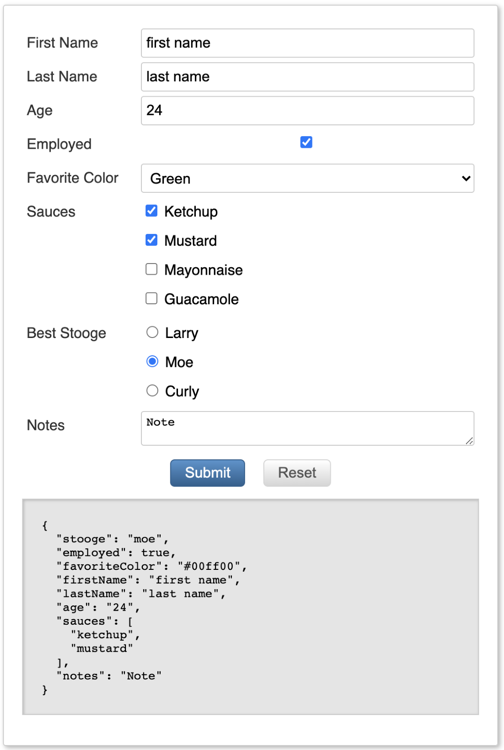 First Name first name
Last Name last name
Age 24
Employed
Favorite Color Green
Sauces Ketchup
Mustard
Mayonnaise
Guacamole
Best Stooge Larry
Moe
Curly
Notes Note
Submit Reset
{
  "stooge": "moe",
  "employed": true,
  "favoriteColor": "#00ff00",
  "firstName": "first name",
  "lastName": "last name",
  "age": "24",
  "sauces": [
    "ketchup",
    "mustard"
  ],
  "notes": "Note"
}